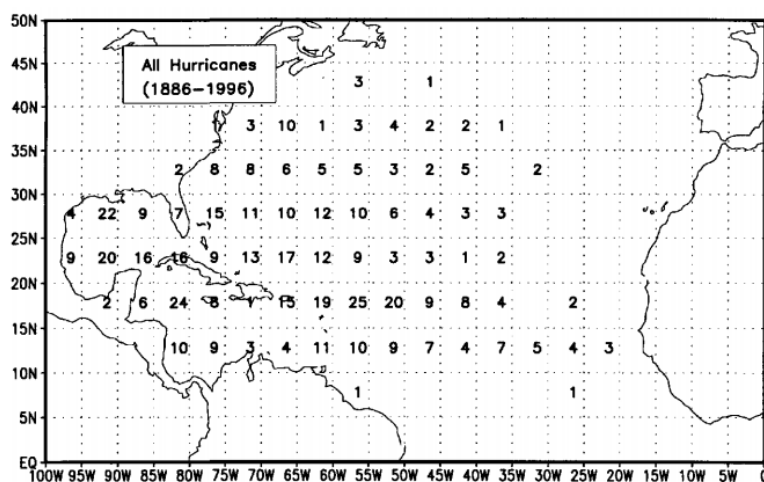 50N
45N
All Hurricanes
(1886-1996)
3 1
40N
3 10 1 3 4 2 2 1
35N
2 8 8 6 5 5 3 2 5 2
30N
4 22 9 7 15 11 10 12 10 6 4 3 3
25N
9 20 16 16 9 13 17 12 9 3 3 1 2
20N
2 6 24 8 15 19 25 20 9 8 4 2
15N
10 9 3 4 11 10 9 7 4 7 5 4 3
10N
1 1
5N
EQ
100W 95W 90W 85W 80W 75W 70W 65W 60W 55W 50W 45W 40W 35W 30W 25W 20W 15W 10W 5W 0